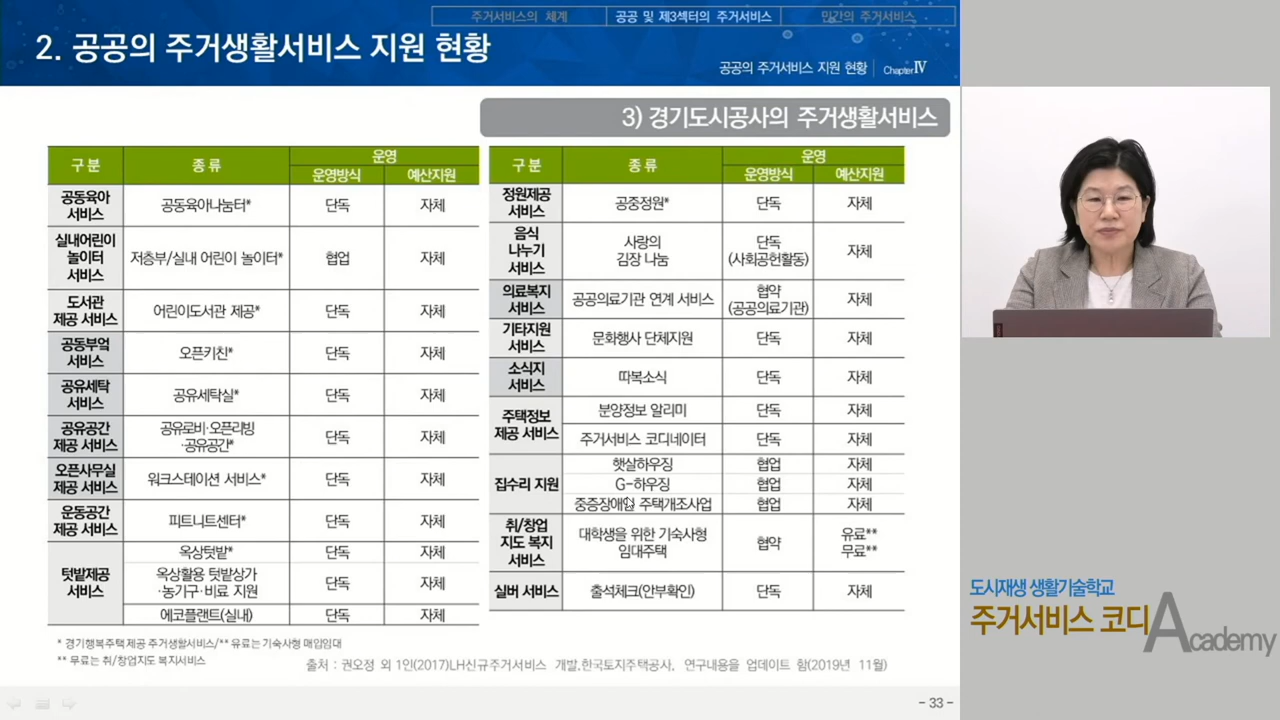 주거서비스의 체계
공공 및 제3섹터의 주거서비스
민간의 주거서비스
2. 공공의 주거생활서비스 지원 현황
공공의 주거서비스 지원 현황
Chapter Ⅳ
3) 경기도시공사의 주거생활서비스
구 분
종 류
운영
운영방식
예산지원
공동육아
서비스
공동육아나눔터*
단독
자체
실내어린이
놀이터
서비스
저층부/실내 어린이 놀이터*
협업
자체
도서관
제공 서비스
어린이도서관 제공*
단독
자체
공동부엌
서비스
오픈키친*
단독
자체
공유세탁
서비스
공유세탁실*
단독
자체
공유공간
제공 서비스
공유로비·오픈리빙
·공유공간*
단독
자체
오픈사무실
제공 서비스
워크스테이션 서비스*
단독
자체
운동공간
제공 서비스
피트니트센터*
단독
자체
텃밭제공
서비스
옥상텃밭*
단독
자체
옥상활용 텃밭상가
·농가구·비료 지원
단독
자체
에코플랜트(실내)
단독
자체
구 분
종 류
운영
운영방식
예산지원
정원제공
서비스
공중정원*
단독
자체
음식
나누기
서비스
사랑의
김장 나눔
단독
(사회공헌활동)
자체
의료복지
서비스
공공의료기관 연계 서비스
협약
(공공의료기관)
자체
기타지원
서비스
문화행사 단체지원
단독
자체
소식지
서비스
따복소식
단독
자체
주택정보
제공 서비스
분양정보 알리미
단독
자체
주거서비스 코디네이터
단독
자체
집수리 지원
햇살하우징
협업
자체
G-하우징
협업
자체
중증장애인 주택개조사업
협업
자체
취/창업
지도 복지
서비스
대학생을 위한 기숙사형
임대주택
협약
유료**
무료**
실버 서비스
출석체크(안부확인)
단독
자체
* 경기행복주택 제공 주거생활서비스/** 유료는 기숙사형 매입임대
** 무료는 취/창업지도 복지서비스
출처 : 권오정 외 1인(2017)LH신규주거서비스 개발.한국토지주택공사, 연구내용을 업데이트 함(2019년 11월)
- 33 -
도시재생 생활기술학교
주거서비스 코디
Academy